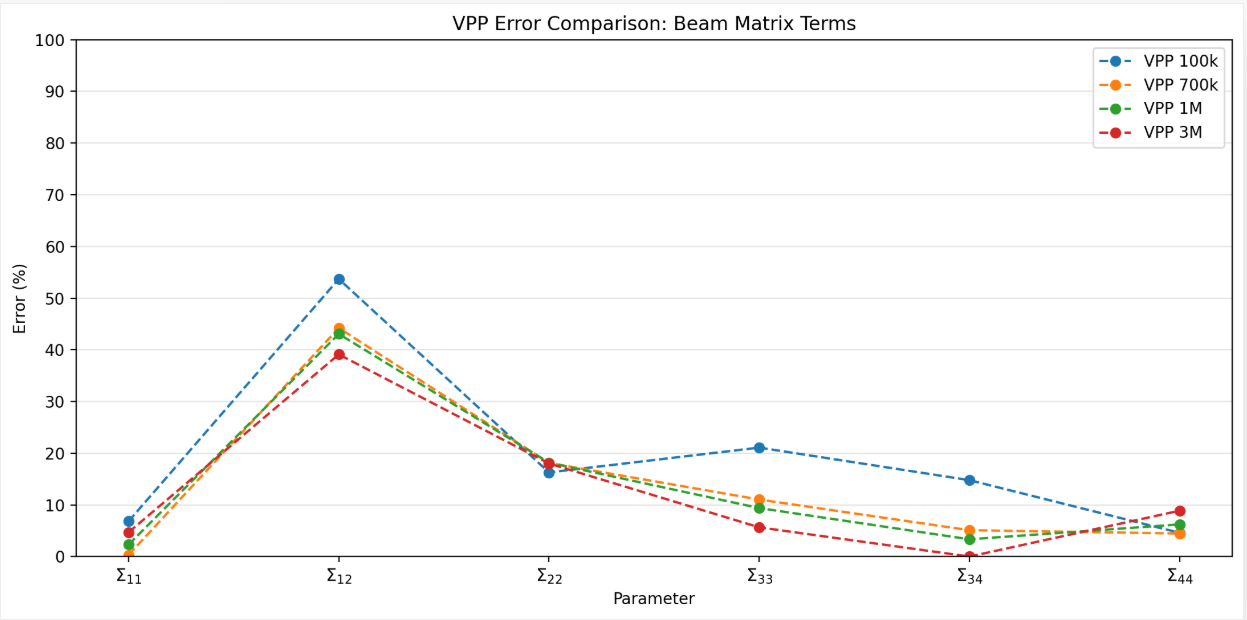 VPP Error Comparison: Beam Matrix Terms
100
90
80
70
60
50
40
30
20
10
0
Error (%)
VPP 100k
VPP 700k
VPP 1M
VPP 3M
Σ₁₁ Σ₁₂ Σ₂₂ Σ₃₃ Σ₃₄ Σ₄₄
Parameter